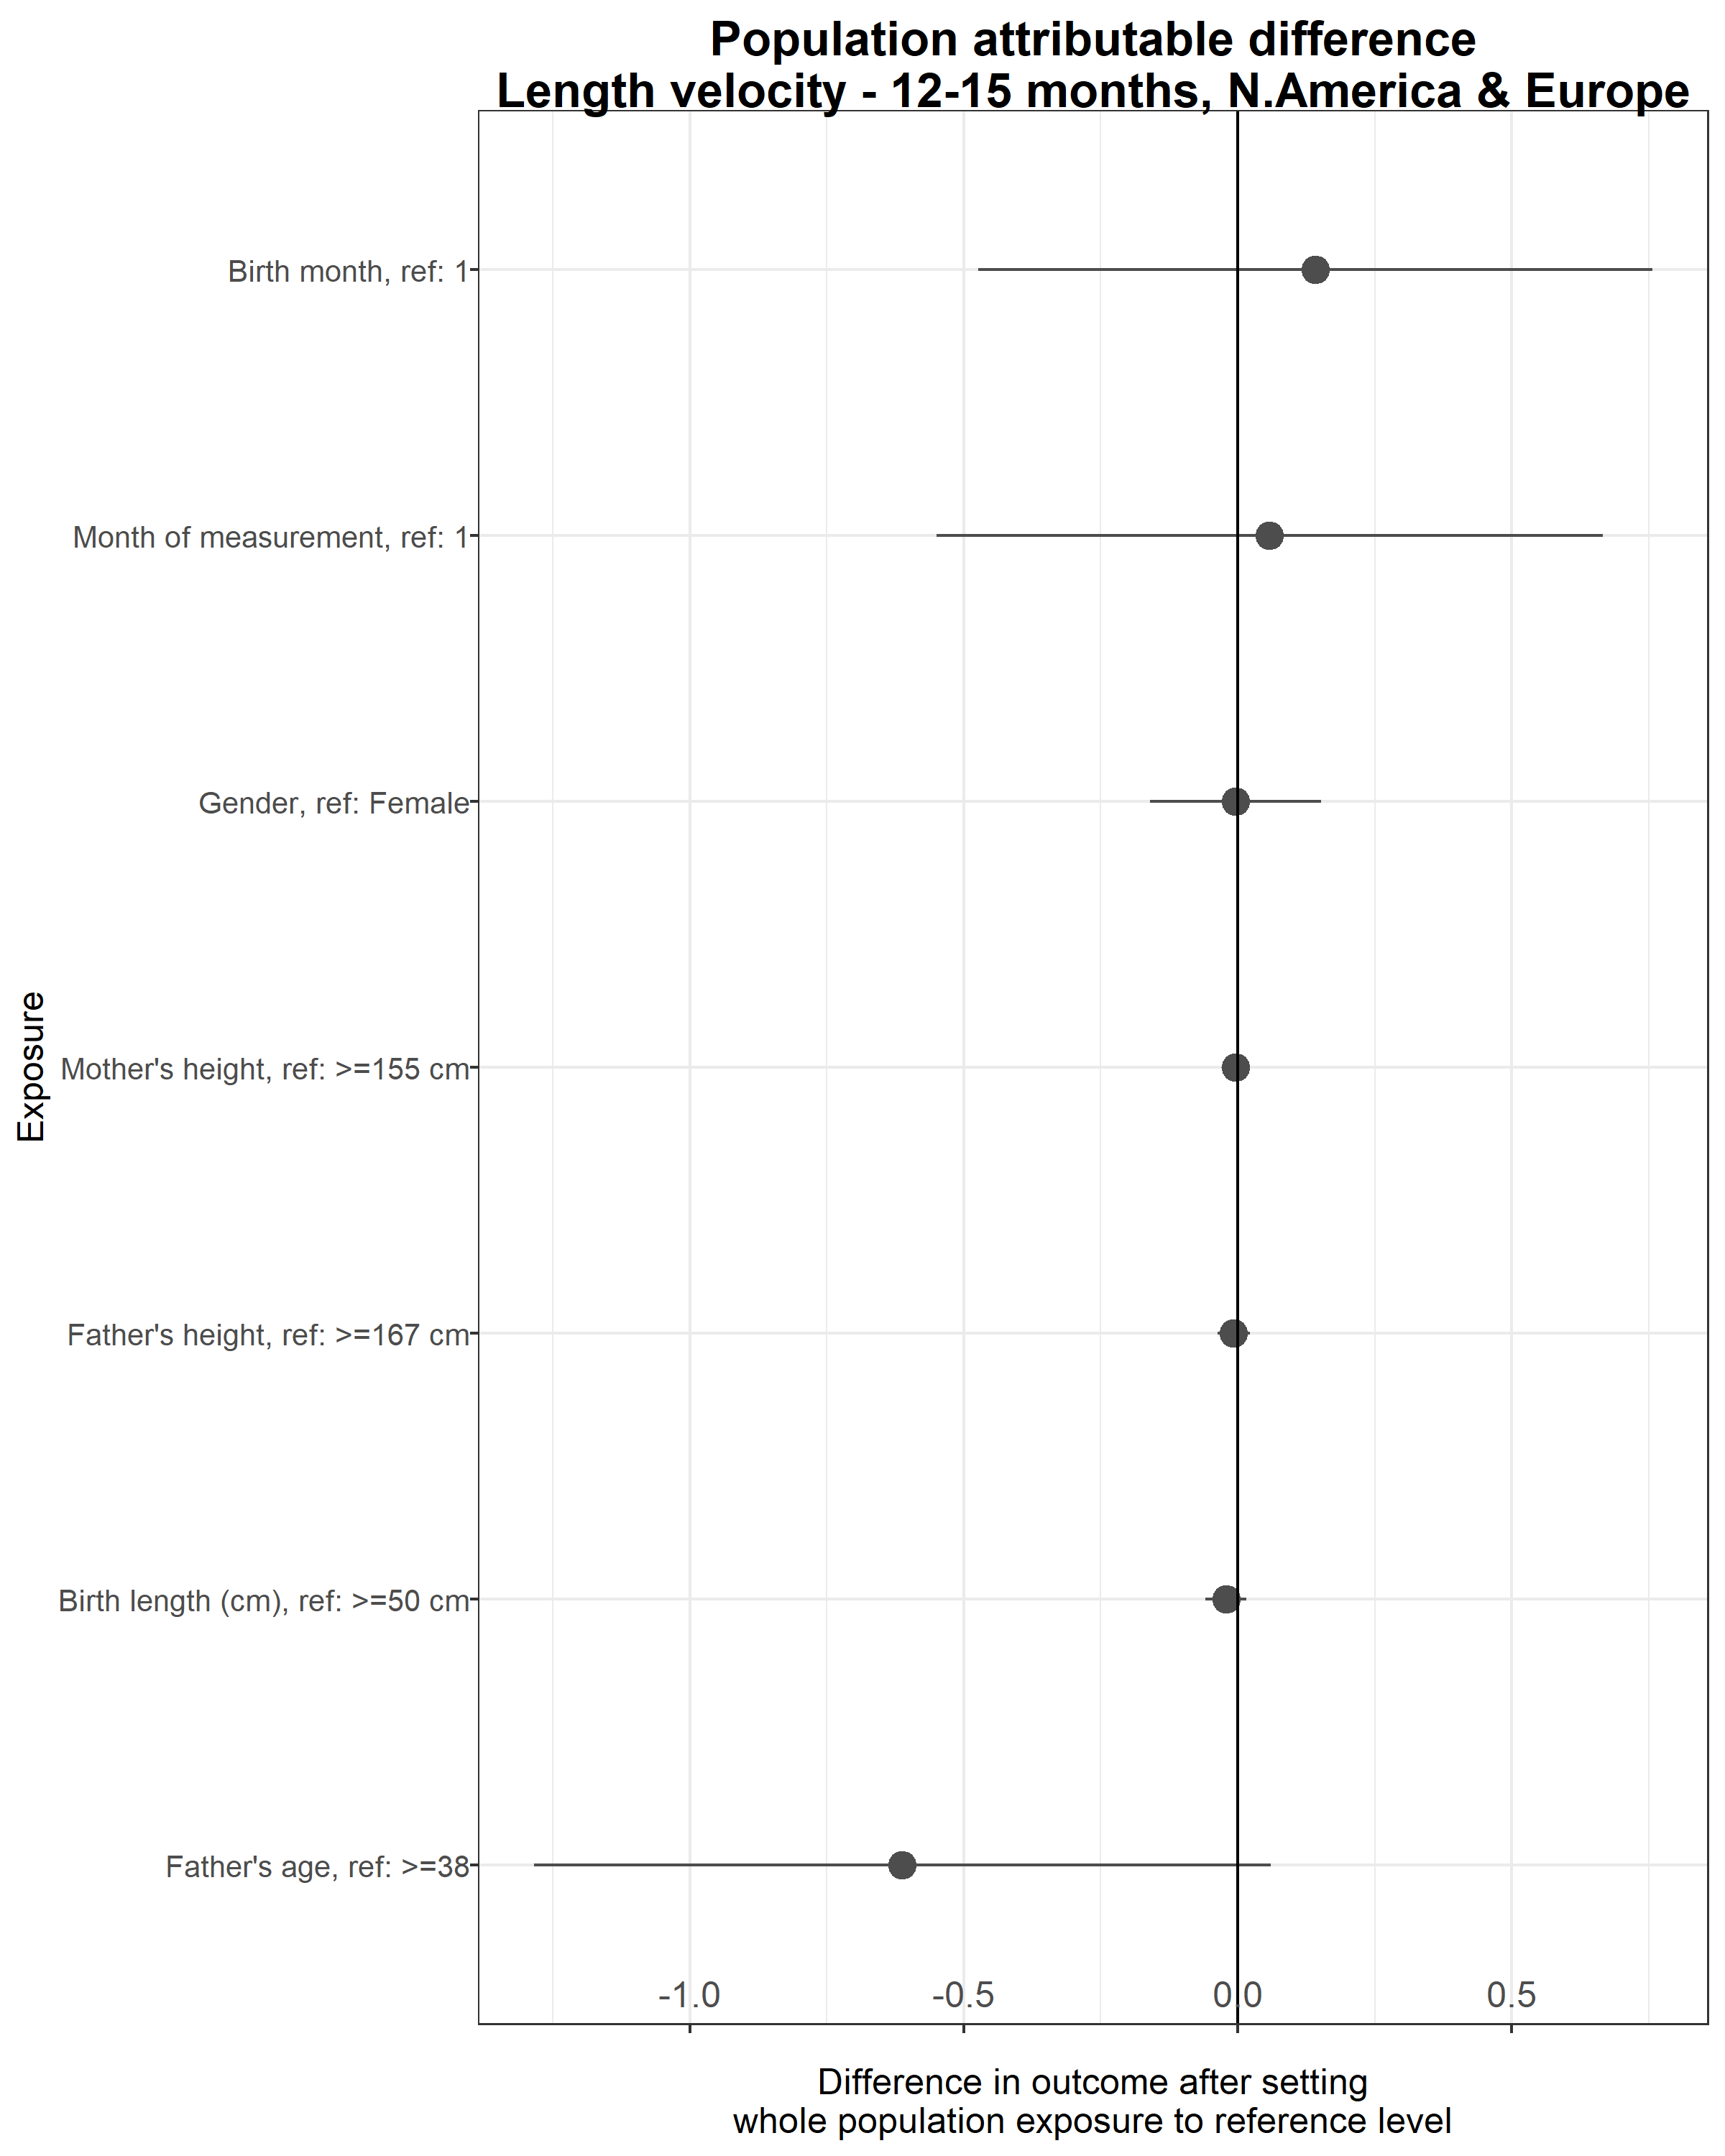 Population attributable difference
Length velocity - 12-15 months, N.America & Europe
Exposure
Birth month, ref: 1
Month of measurement, ref: 1
Gender, ref: Female
Mother's height, ref: >=155 cm
Father's height, ref: >=167 cm
Birth length (cm), ref: >=50 cm
Father's age, ref: >=38
-1.0 -0.5 0.0 0.5
Difference in outcome after setting
whole population exposure to reference level